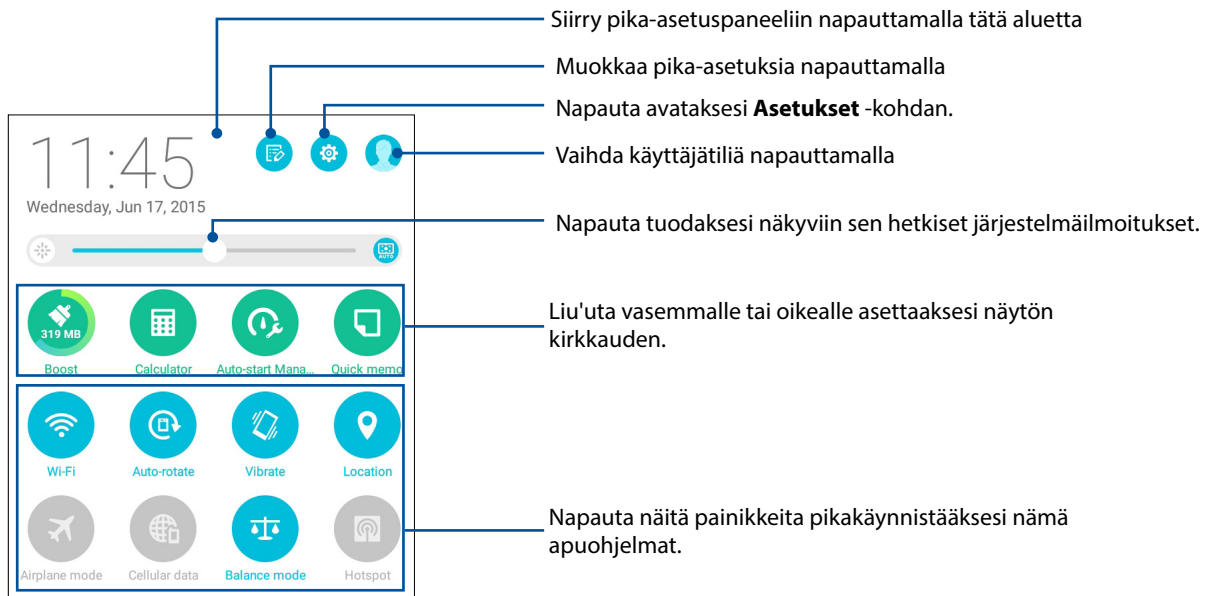 Siirry pika-asetuspaneeliin napauttamalla tätä aluetta
Muokkaa pika-asetuksia napauttamalla
Napauta avataksesi Asetukset -kohdan.
Vaihda käyttäjätiliä napauttamalla
11:45
Wednesday, Jun 17, 2015
Napauta tuodaksesi näkyviin sen hetkiset järjestelmäilmoitukset.
AUTO
Liu'uta vasemmalle tai oikealle asettaaksesi näytön
kirkkauden.
319 MB
Boost Calculator Auto-start Mana... Quick memo
Wi-Fi Auto-rotate Vibrate Location
Napauta näitä painikkeita pikakäynnistääksesi nämä
apuohjelmat.
Airplane mode Cellular data Balance mode Hotspot